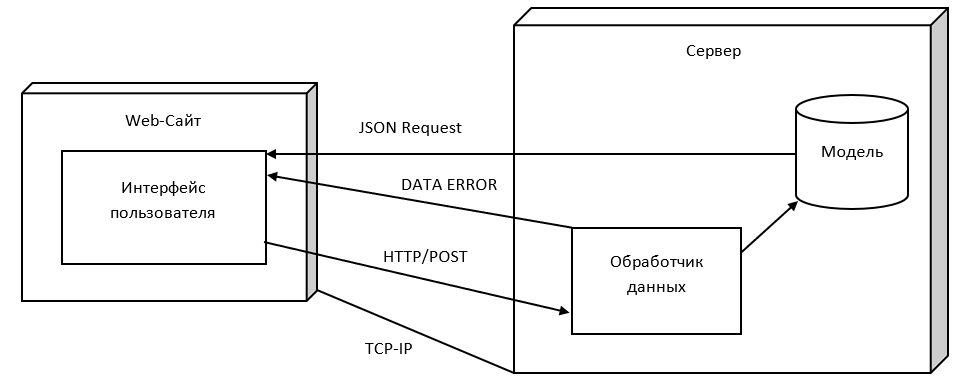 Сервер
Web-Сайт
JSON Request
Модель
Интерфейс
пользователя
DATA ERROR
HTTP/POST
Обработчик
данных
TCP-IP